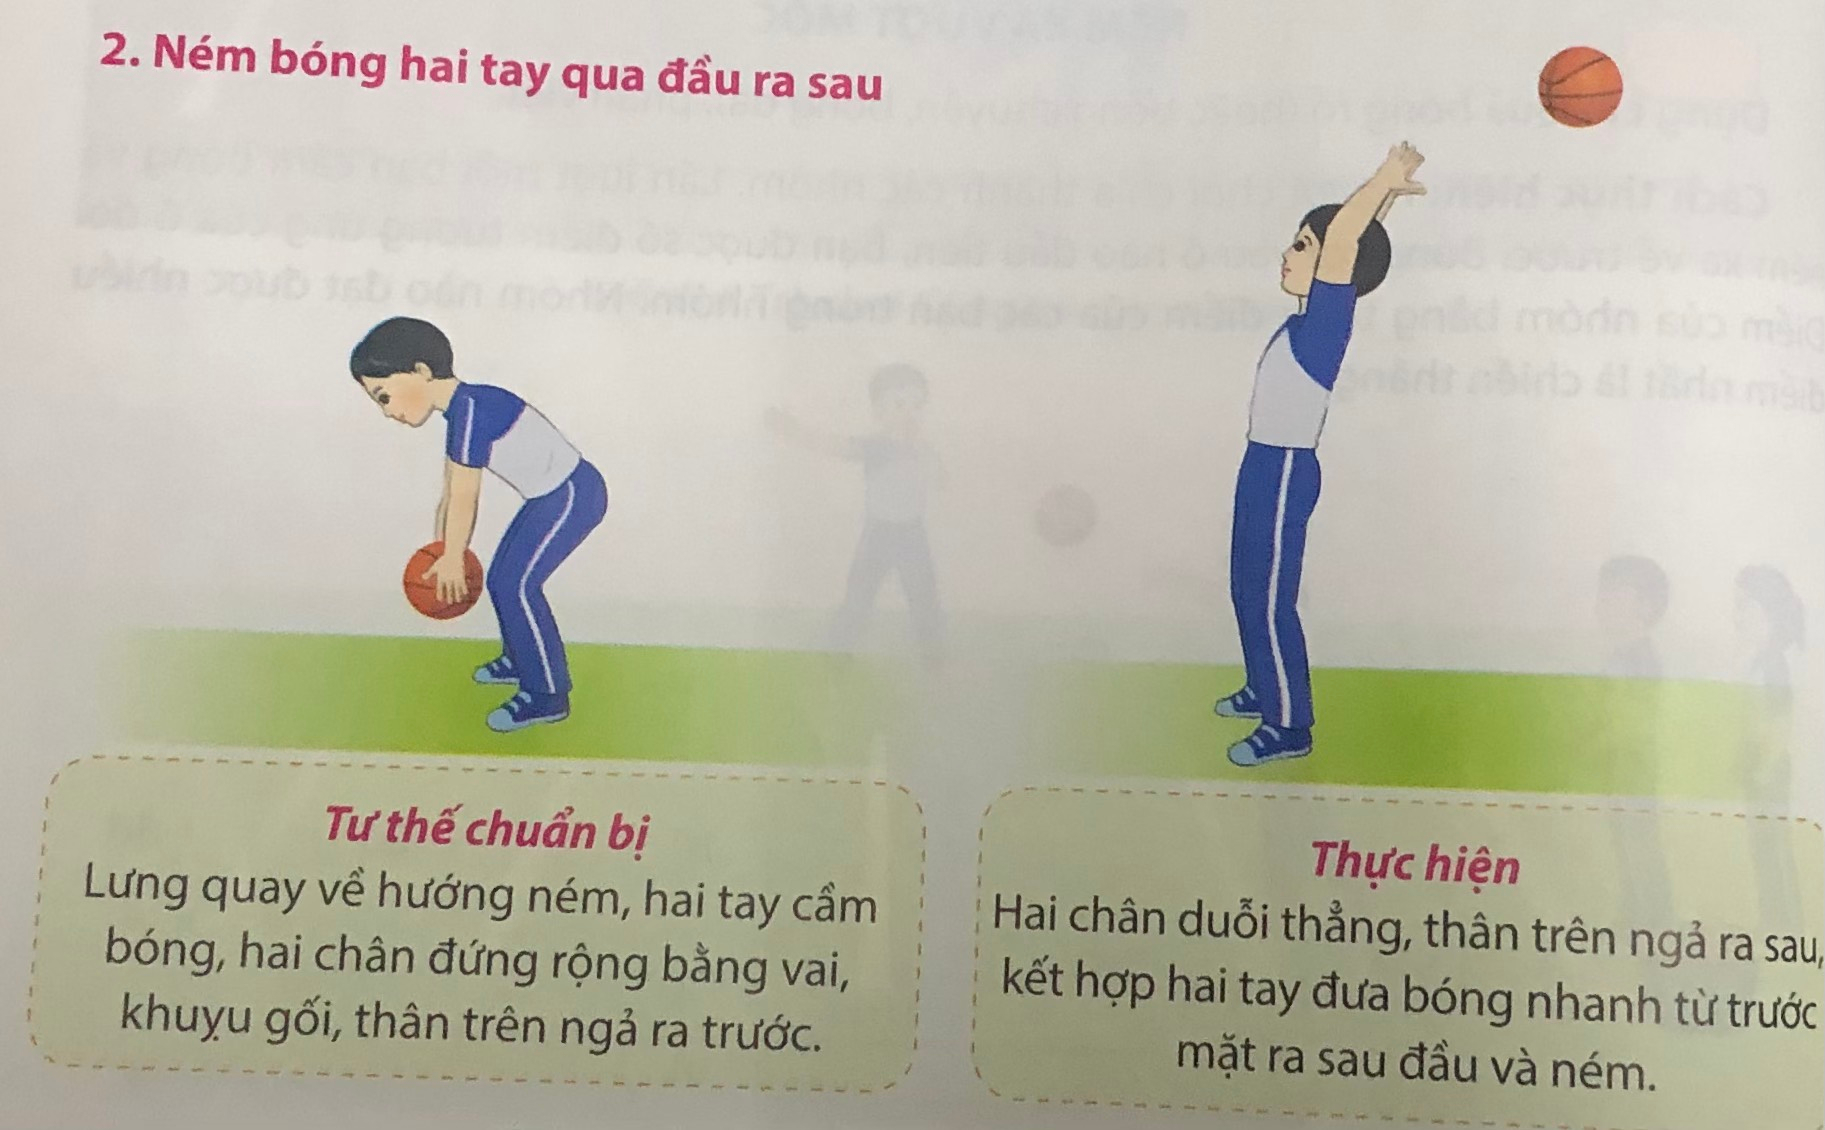 2. Ném bóng hai tay qua đầu ra sau
Tư thế chuẩn bị
Lưng quay về hướng ném, hai tay cầm
bóng, hai chân đứng rộng bằng vai,
khuỵu gối, thân trên ngả ra trước.
Thực hiện
Hai chân duỗi thẳng, thân trên ngả ra sau,
kết hợp hai tay đưa bóng nhanh từ trước
mặt ra sau đầu và ném.